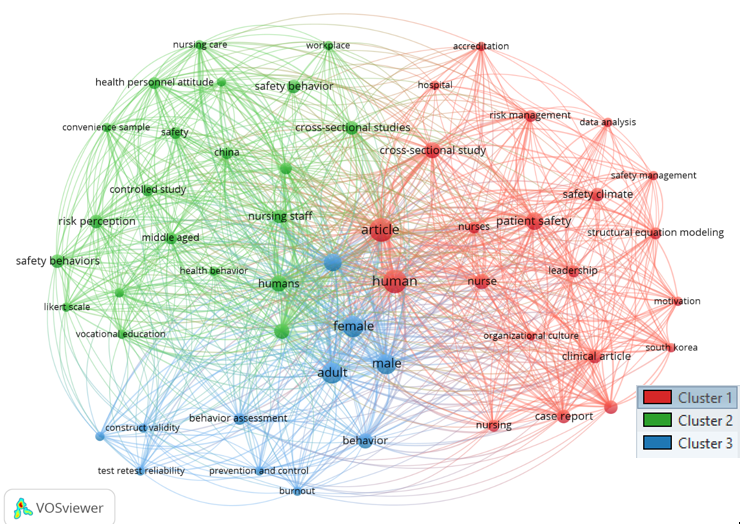 nursing care
workplace
accreditation
health personnel attitude
safety behavior
hospital
convenience sample
safety
cross-sectional studies
risk management
data analysis
china
cross-sectional study
controlled study
safety management
safety climate
risk perception
nursing staff
article
nurses
patient safety
structural equation modeling
middle aged
safety behaviors
health behavior
humans
human
nurse
leadership
likert scale
motivation
vocational education
female
organizational culture
south korea
adult
male
clinical article
construct validity
behavior assessment
behavior
nursing
case report
test retest reliability
prevention and control
burnout
Cluster 1
Cluster 2
Cluster 3
VOSviewer